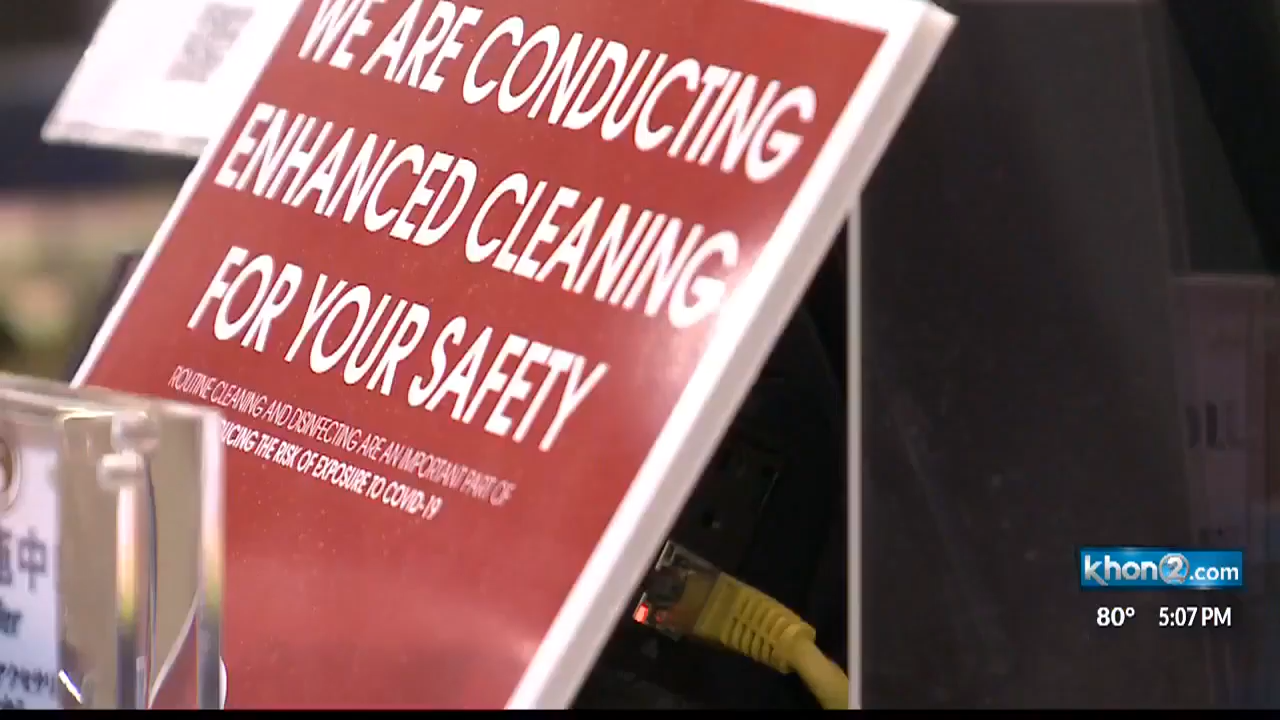 WE ARE CONDUCTING
ENHANCED CLEANING
FOR YOUR SAFETY
ROUTINE CLEANING AND DISINFECTING ARE AN IMPORTANT PART OF
THE RISK OF EXPOSURE TO COVID-19
中
khon2.com
80° 5:07 PM